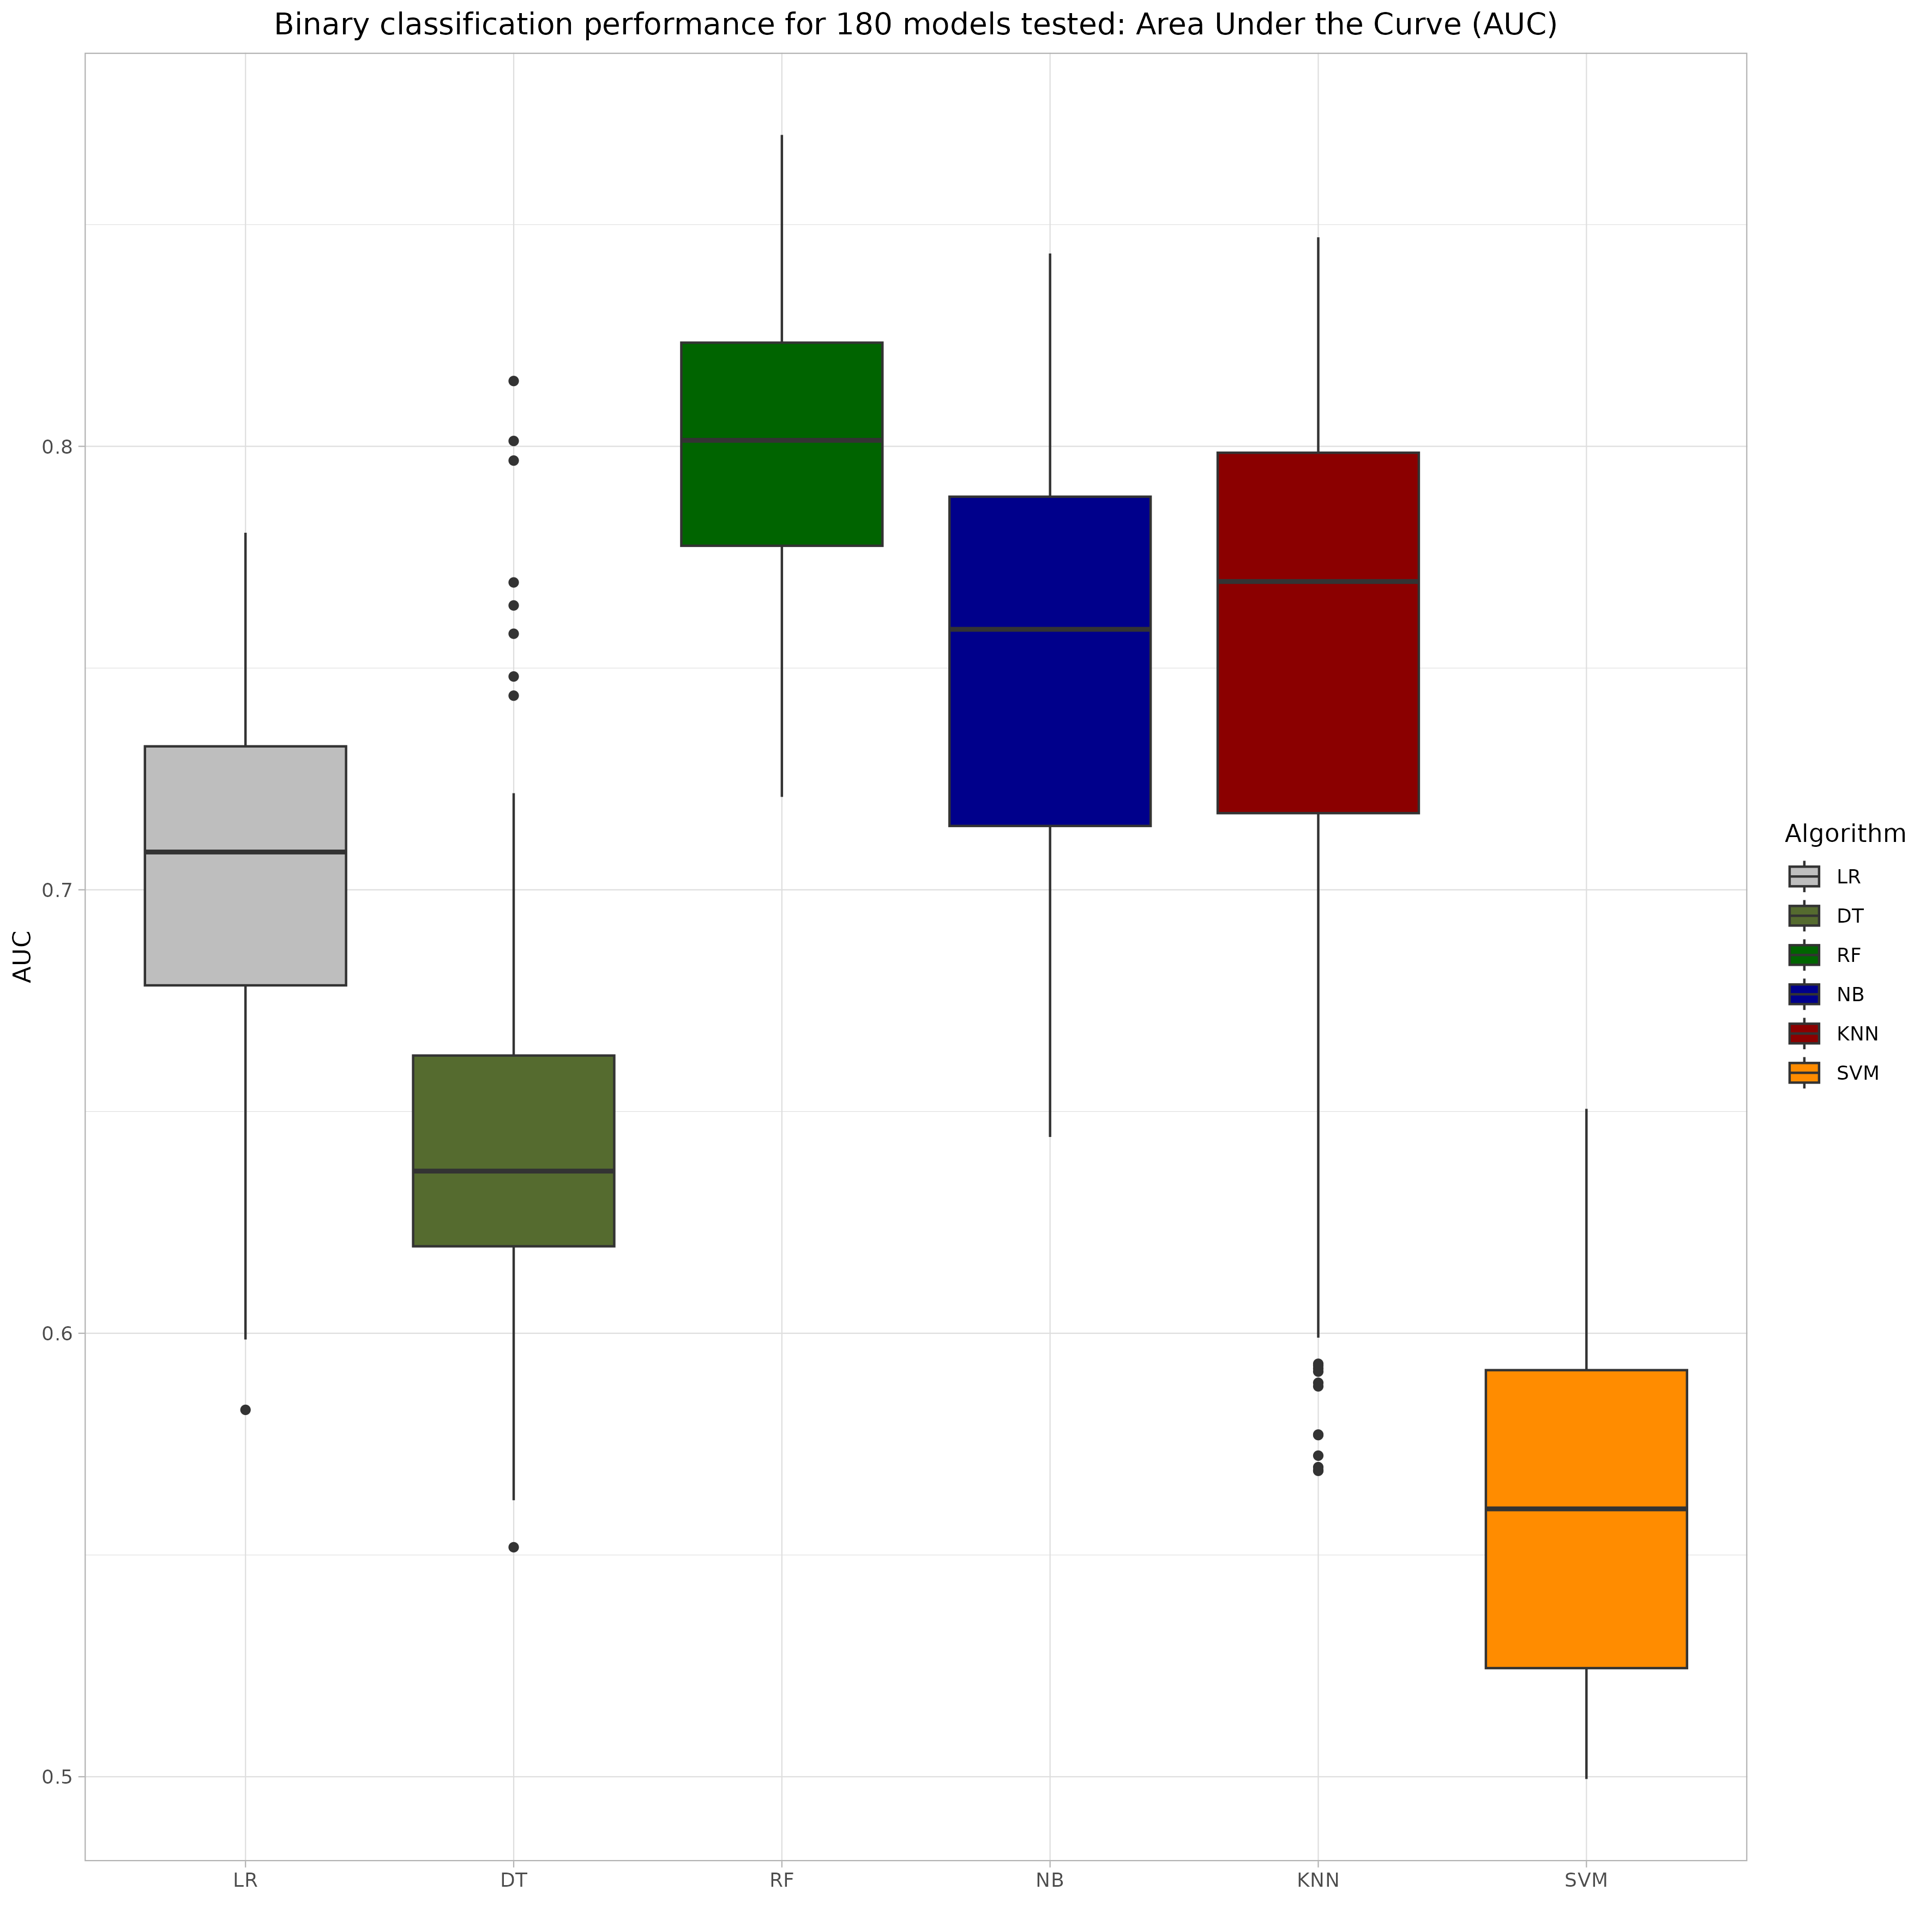 Binary classification performance for 180 models tested: Area Under the Curve (AUC)
AUC
0.8
0.7
0.6
0.5
LR DT RF NB KNN SVM
Algorithm
LR
DT
RF
NB
KNN
SVM